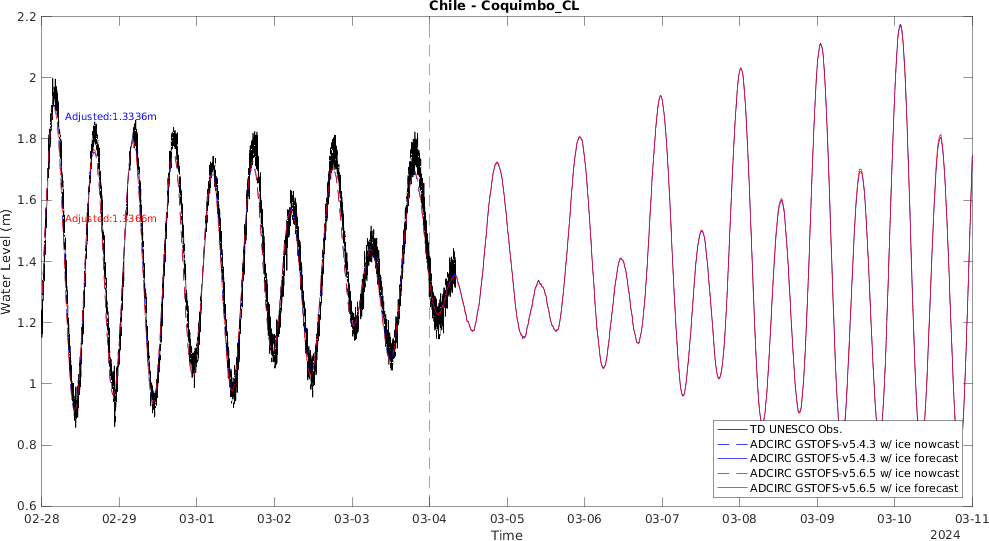 Chile - Coquimbo_CL
2.2
2
1.8
1.6
1.4
1.2
1
0.8
0.6
Water Level (m)
Adjusted:1.3336m
Adjusted:1.3366m
TD UNESCO Obs.
ADCIRC GSTOFS-v5.4.3 w/ ice nowcast
ADCIRC GSTOFS-v5.4.3 w/ ice forecast
ADCIRC GSTOFS-v5.6.5 w/ ice nowcast
ADCIRC GSTOFS-v5.6.5 w/ ice forecast
02-28 02-29 03-01 03-02 03-03 03-04 03-05 03-06 03-07 03-08 03-09 03-10 03-11
Time
2024